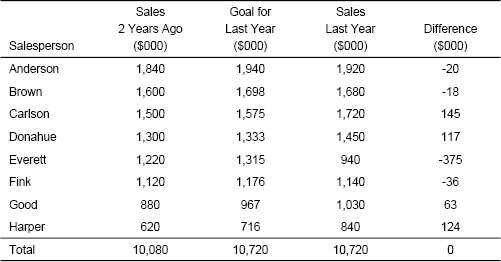 Sales Goal for Sales
2 Years Ago Last Year Last Year Difference
Salesperson ($000) ($000) ($000) ($000)
Anderson 1,840 1,940 1,920 -20
Brown 1,600 1,698 1,680 -18
Carlson 1,500 1,575 1,720 145
Donahue 1,300 1,333 1,450 117
Everett 1,220 1,315 940 -375
Fink 1,120 1,176 1,140 -36
Good 880 967 1,030 63
Harper 620 716 840 124
Total 10,080 10,720 10,720 0